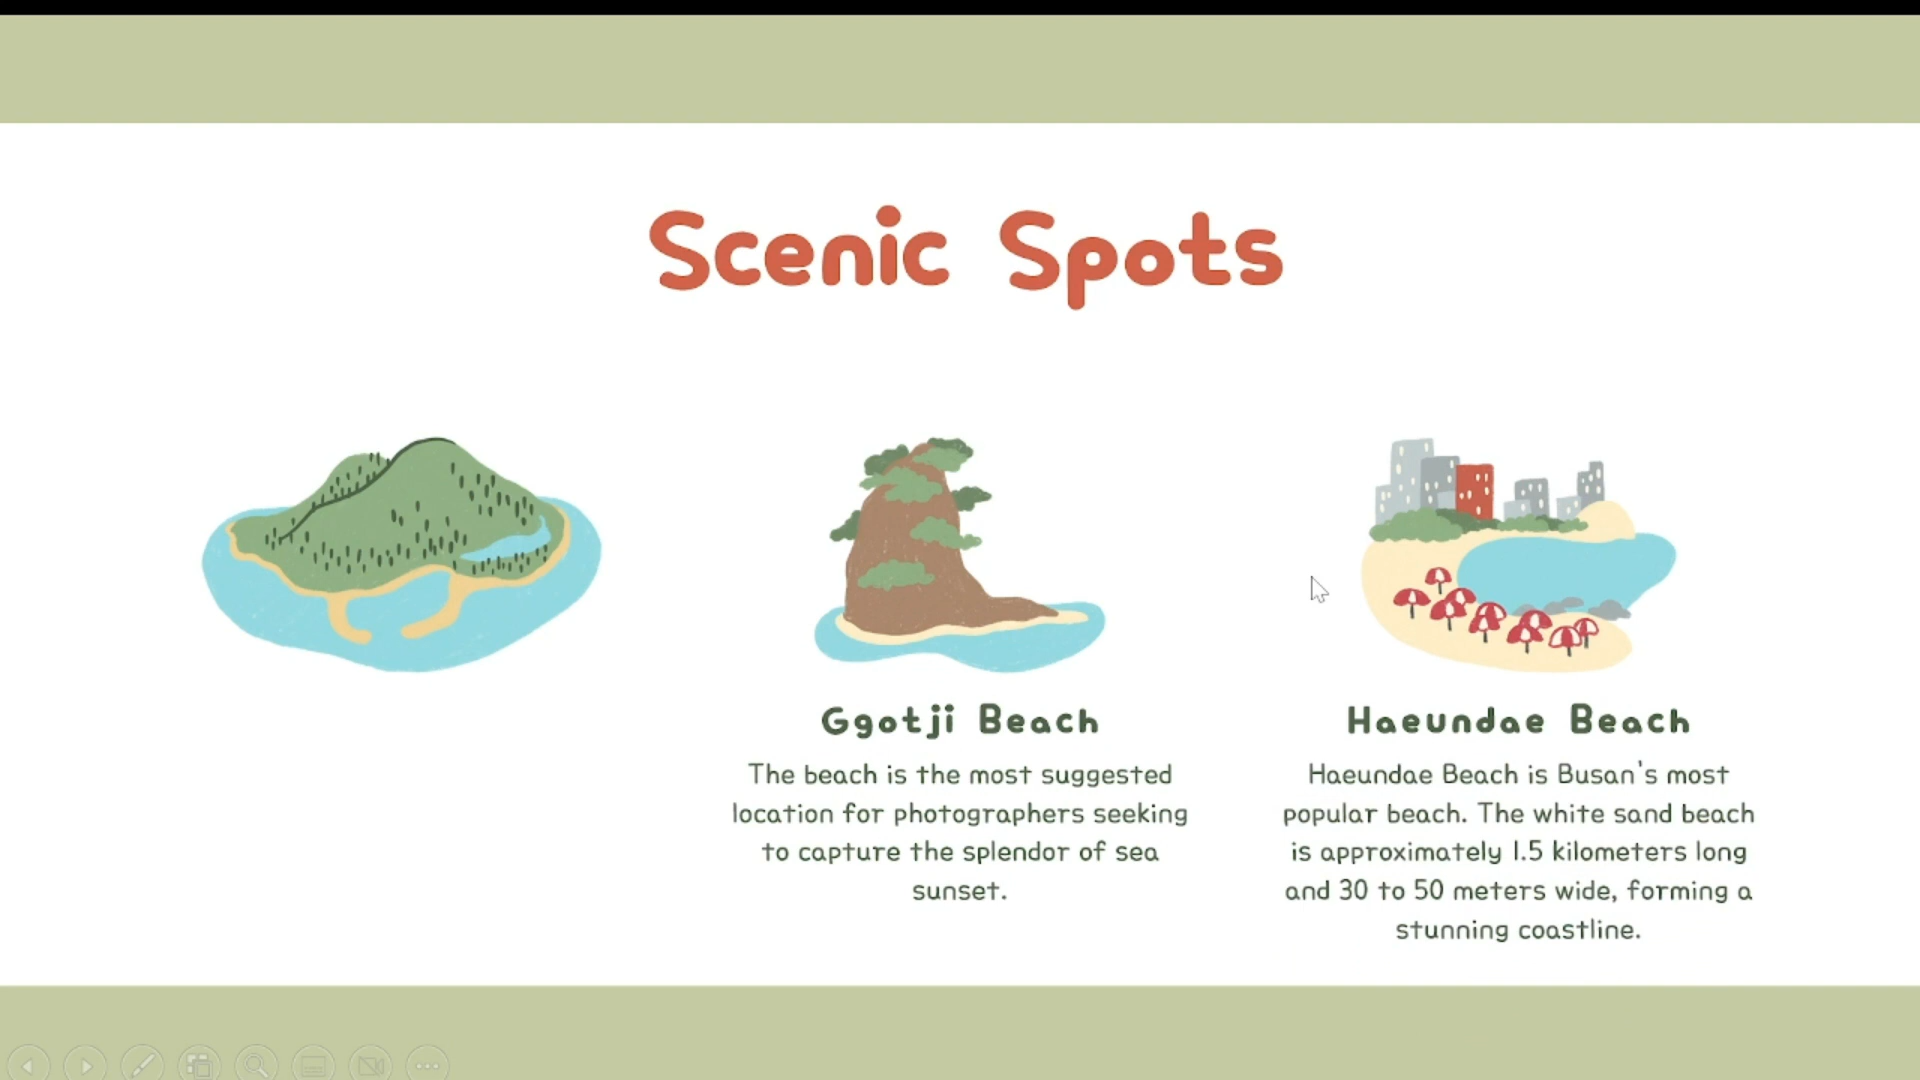 Scenic Spots
Ggotji Beach
The beach is the most suggested
location for photographers seeking
to capture the splendor of sea
sunset.
Haeundae Beach
Haeundae Beach is Busan's most
popular beach. The white sand beach
is approximately 1.5 kilometers long
and 30 to 50 meters wide, forming a
stunning coastline.